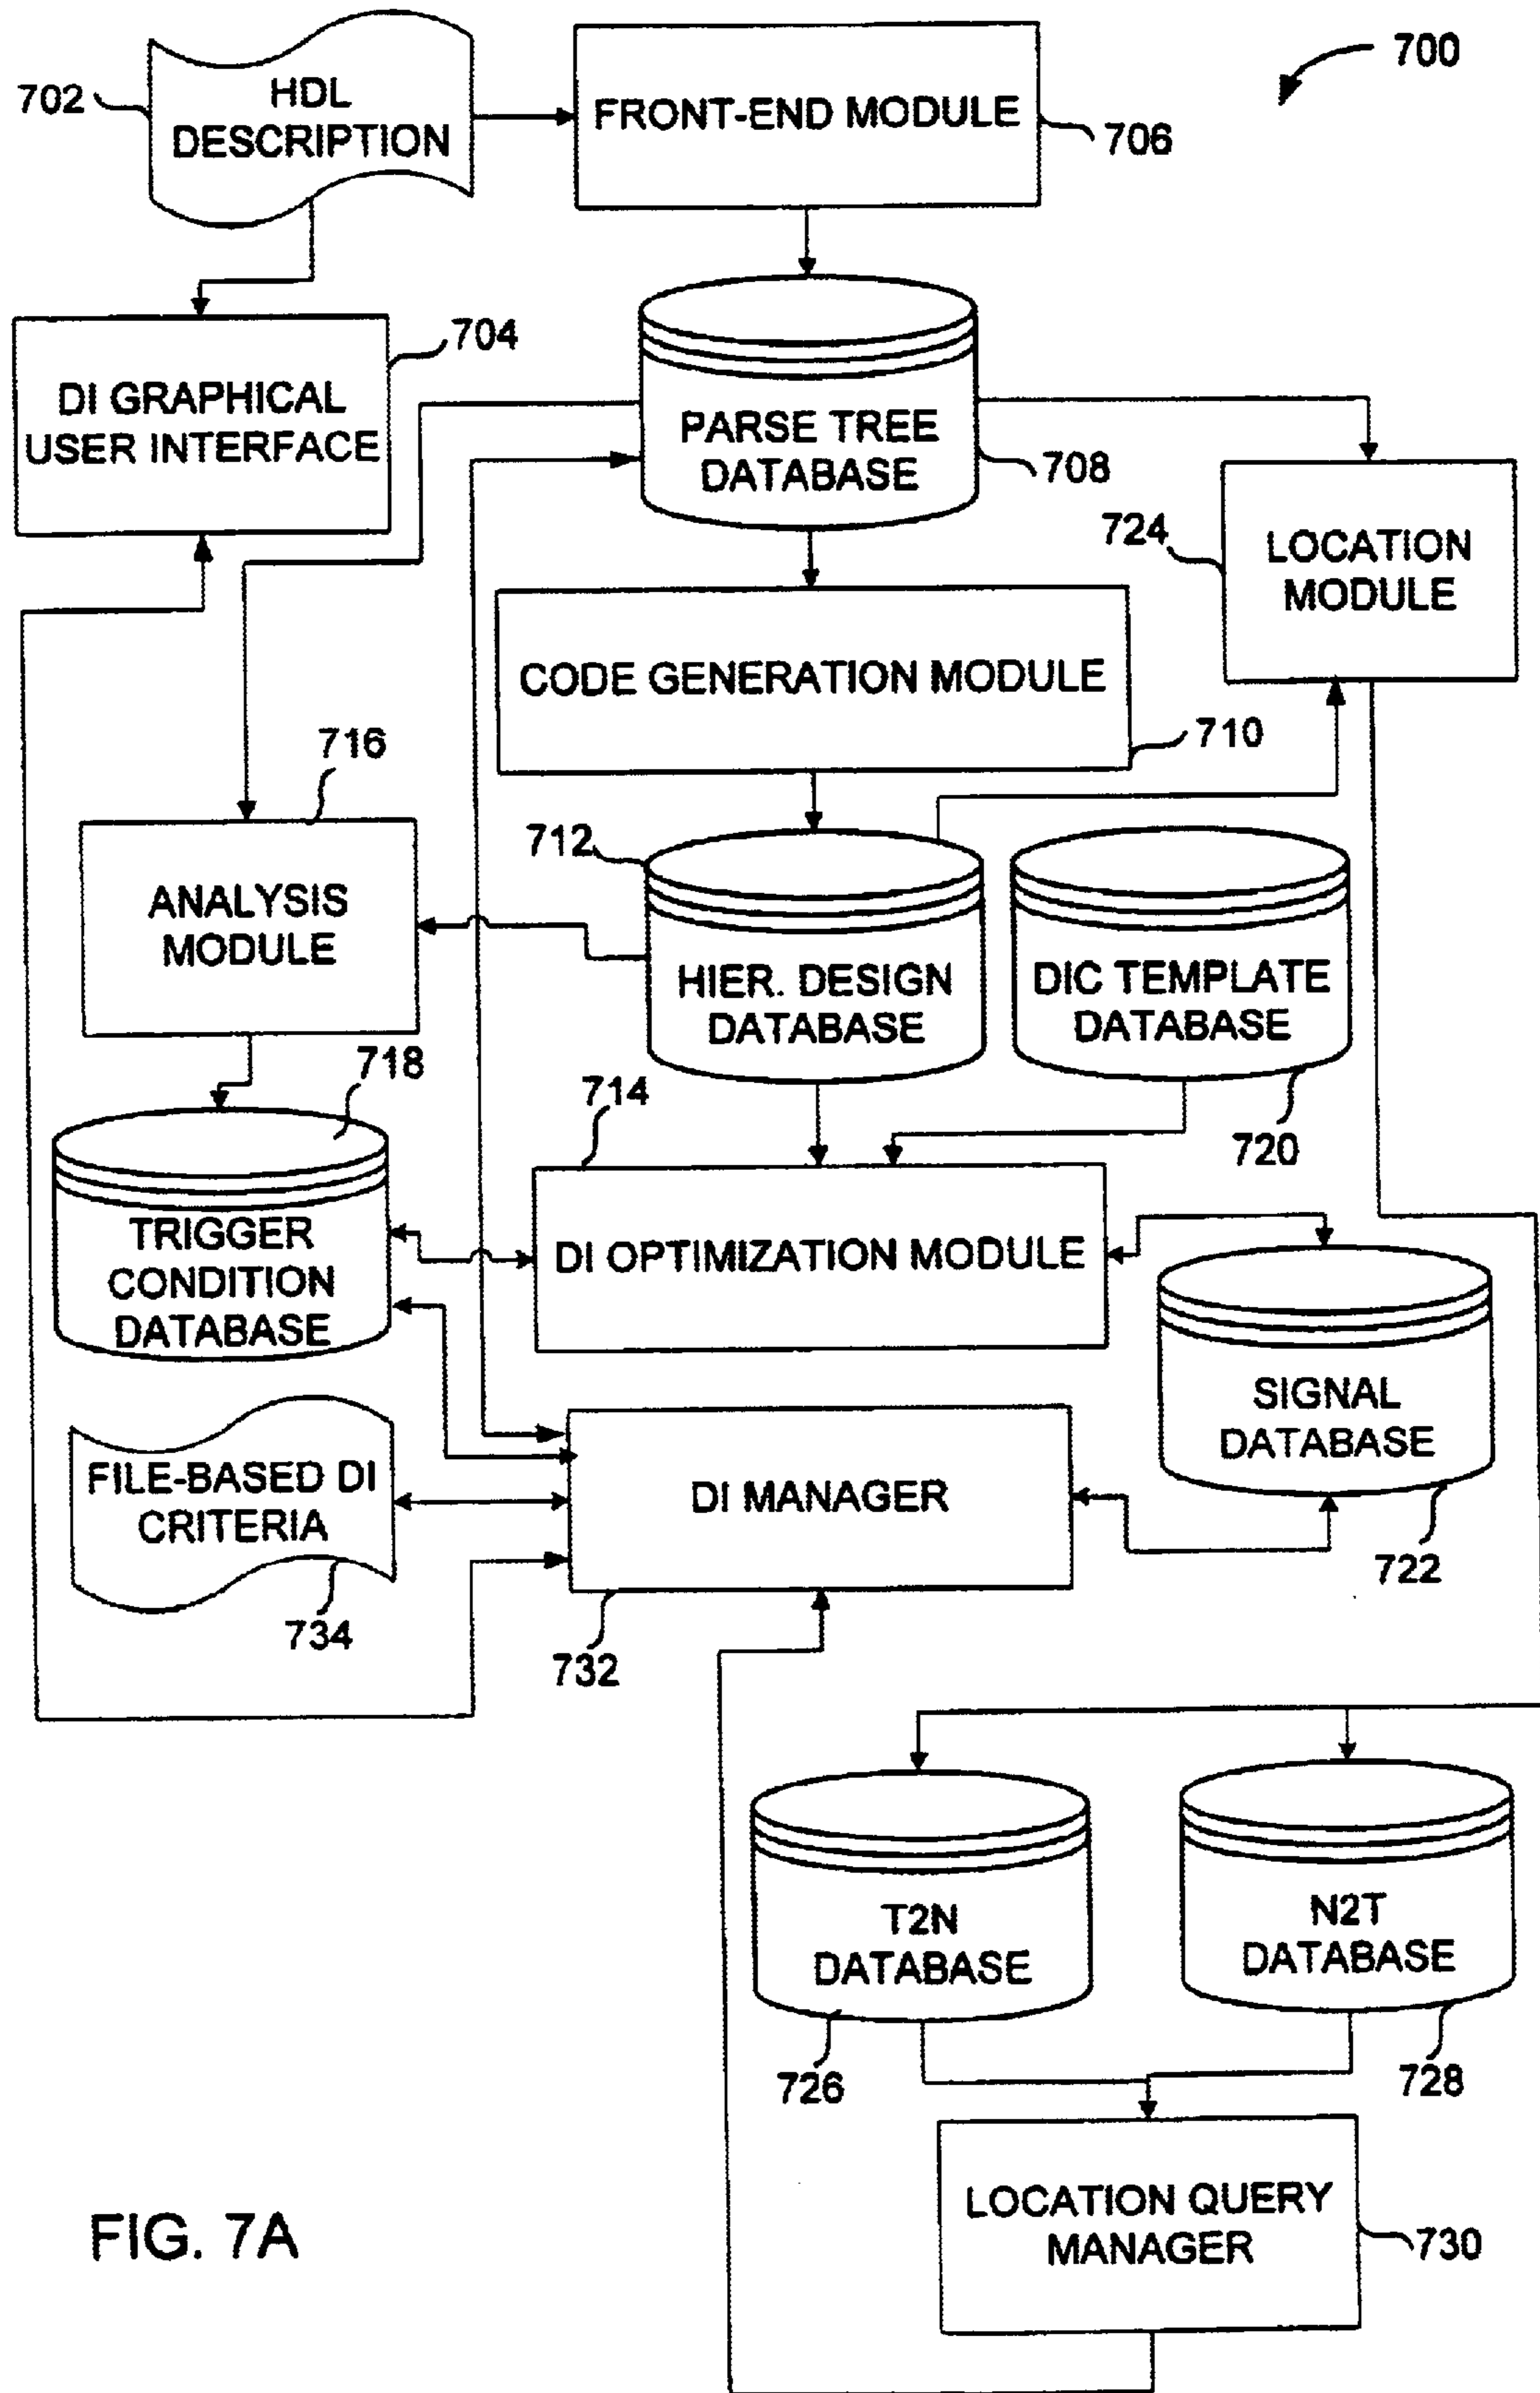 700
702
HDL
DESCRIPTION
FRONT-END MODULE
706
704
DI GRAPHICAL
USER INTERFACE
PARSE TREE
DATABASE
708
724
LOCATION
MODULE
CODE GENERATION MODULE
710
716
ANALYSIS
MODULE
712
HIER. DESIGN
DATABASE
DIC TEMPLATE
DATABASE
720
718
TRIGGER
CONDITION
DATABASE
714
DI OPTIMIZATION MODULE
SIGNAL
DATABASE
722
FILE-BASED DI
CRITERIA
734
DI MANAGER
732
T2N
DATABASE
726
N2T
DATABASE
728
LOCATION QUERY
MANAGER
730
FIG. 7A